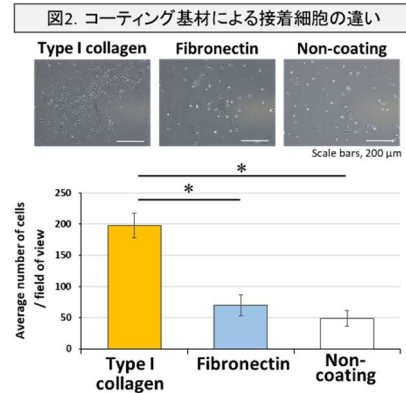 図2. コーティング基材による接着細胞の違い
Type I collagen Fibronectin Non-coating
Scale bars, 200 μm
*
*
Average number of cells
/ field of view
250
200
150
100
50
0
Type I
collagen
Fibronectin
Non-
coating